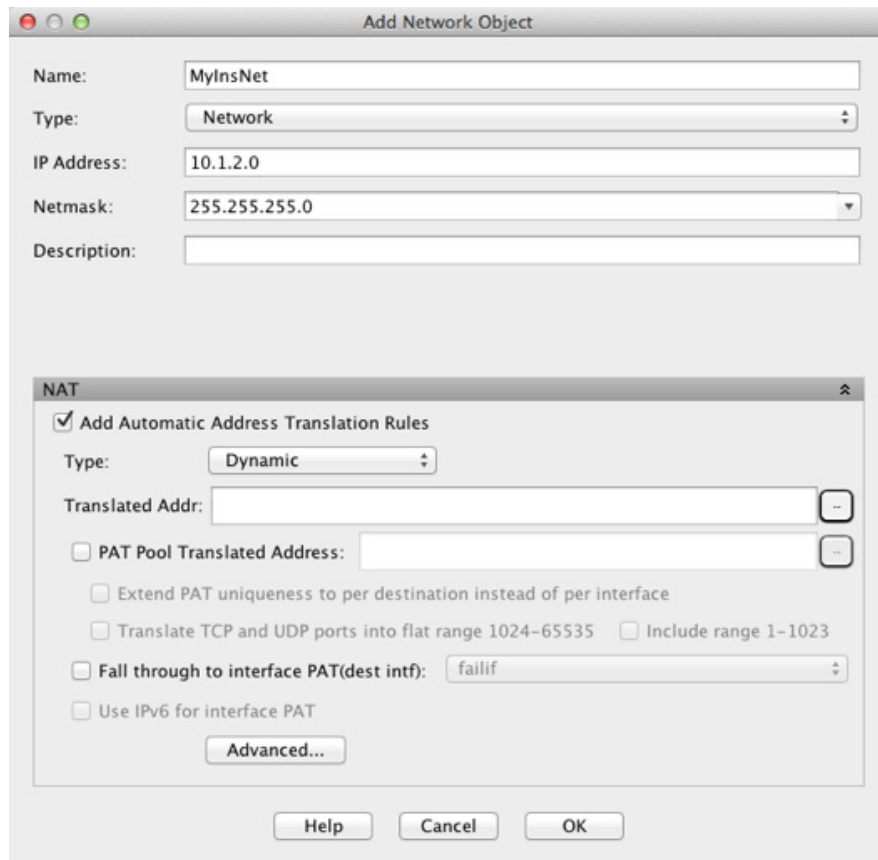 Add Network Object
Name: MyInsNet
Type: Network
IP Address: 10.1.2.0
Netmask: 255.255.255.0
Description:
NAT
Add Automatic Address Translation Rules
Type: Dynamic
Translated Addr: ...
PAT Pool Translated Address: ...
Extend PAT uniqueness to per destination instead of per interface
Translate TCP and UDP ports into flat range 1024-65535 Include range 1-1023
Fall through to interface PAT(dest intf): failif
Use IPv6 for interface PAT
Advanced...
Help Cancel OK